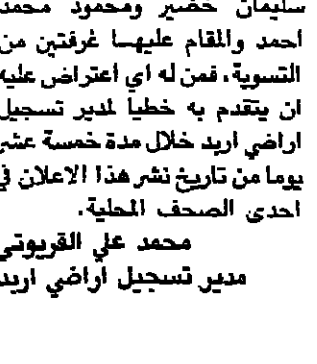 سليمان خضير ومحمود محمد
احمد والمقام عليها غرفتين من
التسوية، فمن له اي اعتراض عليه
ان يتقدم به خطيا لمدير تسجيل
اراضي اربد خلال مدة خمسة عشر
يوما من تاريخ نشر هذا الاعلان في
احدى الصحف المحلية.
محمد علي القريوتي
مدير تسجيل اراضي اربد